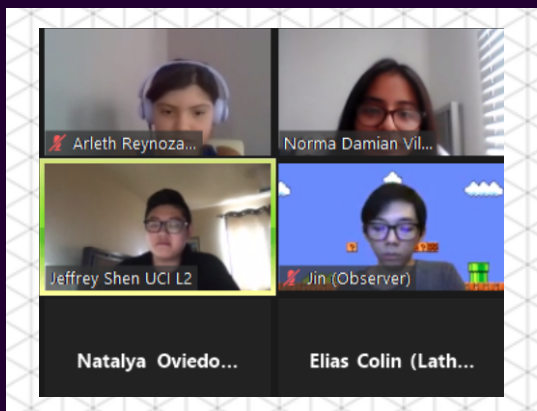 Arleth Reynoza...
Norma Damian Vil...
Jeffrey Shen UCI L2
Jin (Observer)
Natalya Oviedo...
Elias Colin (Lath...